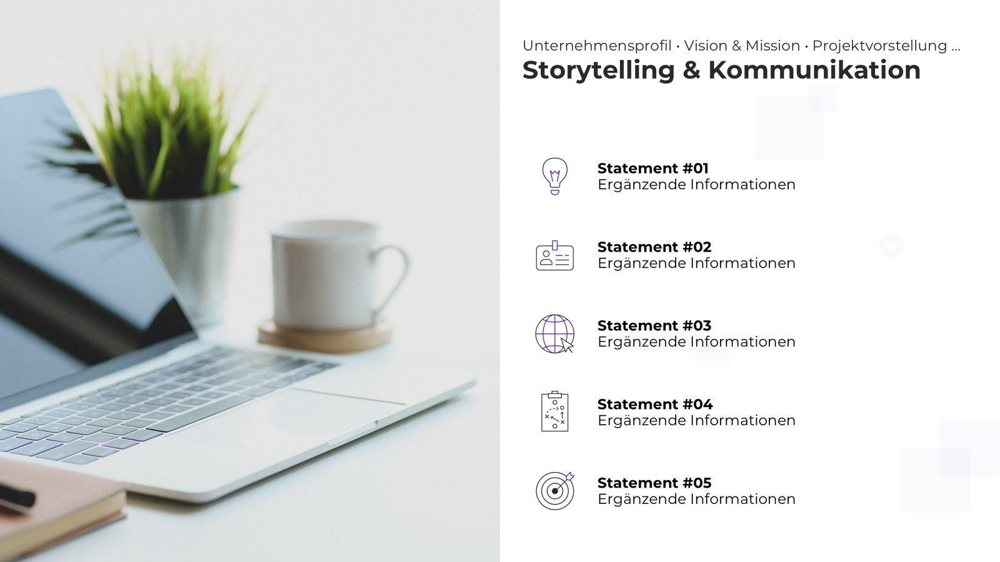 Unternehmensprofil • Vision & Mission • Projektvorstellung ...
Storytelling & Kommunikation
Statement #01
Ergänzende Informationen
Statement #02
Ergänzende Informationen
Statement #03
Ergänzende Informationen
Statement #04
Ergänzende Informationen
Statement #05
Ergänzende Informationen